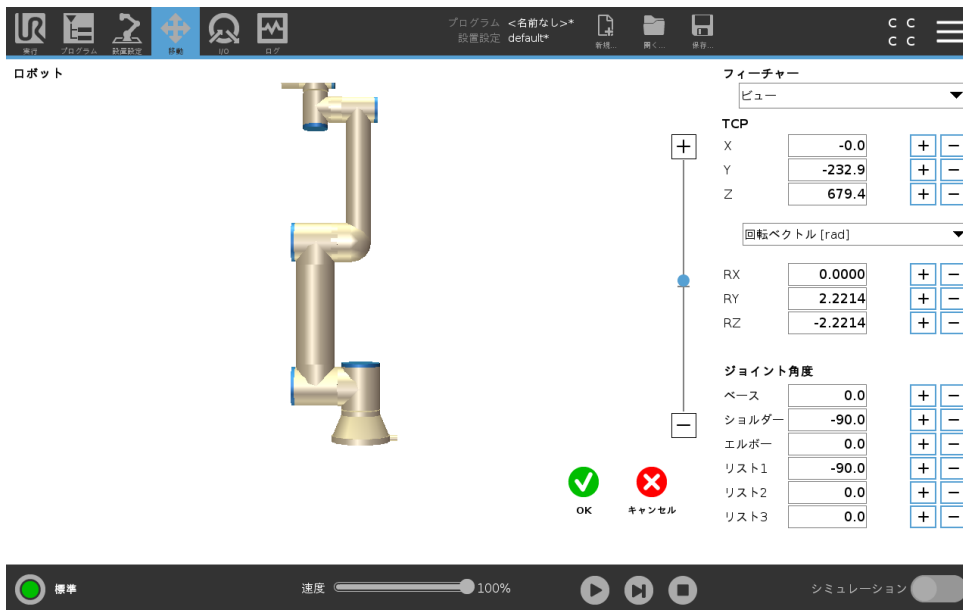 UR
実行 プログラム 設置設定 移動 I/O ログ
プログラム <名前なし>*
設置設定 default*
新規... 開く... 保存...
C C
C C
ロボット
フィーチャー
ビュー
TCP
X -0.0 + −
Y -232.9 + −
Z 679.4 + −
回転ベクトル [rad]
RX 0.0000 + −
RY 2.2214 + −
RZ -2.2214 + −
ジョイント角度
ベース 0.0 + −
ショルダー -90.0 + −
エルボー 0.0 + −
リスト1 -90.0 + −
リスト2 0.0 + −
リスト3 0.0 + −
+
−
OK キャンセル
標準 速度 100% シミュレーション